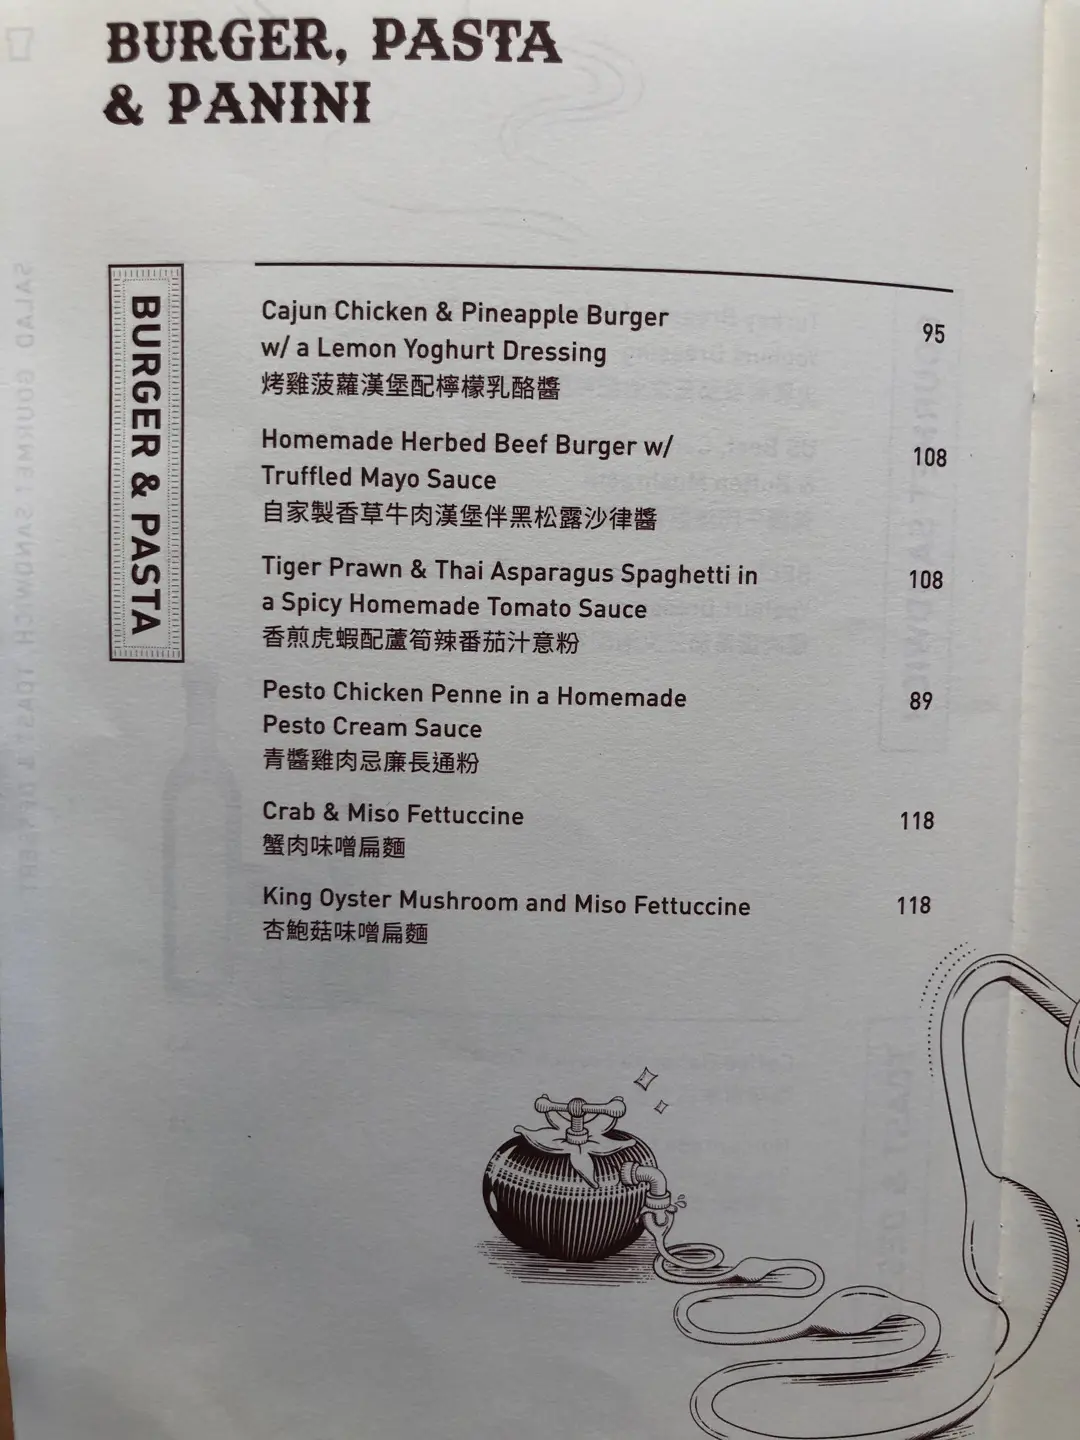 BURGER, PASTA
& PANINI
BURGER & PASTA
Cajun Chicken & Pineapple Burger
w/ a Lemon Yoghurt Dressing
95
烤雞菠蘿漢堡配檸檬乳酪醬
Homemade Herbed Beef Burger w/
Truffled Mayo Sauce
108
自家製香草牛肉漢堡伴黑松露沙律醬
Tiger Prawn & Thai Asparagus Spaghetti in
a Spicy Homemade Tomato Sauce
108
香煎虎蝦配蘆筍辣番茄汁意粉
Pesto Chicken Penne in a Homemade
Pesto Cream Sauce
89
青醬雞肉忌廉長通粉
Crab & Miso Fettuccine
118
蟹肉味噌扁麵
King Oyster Mushroom and Miso Fettuccine
118
杏鮑菇味噌扁麵